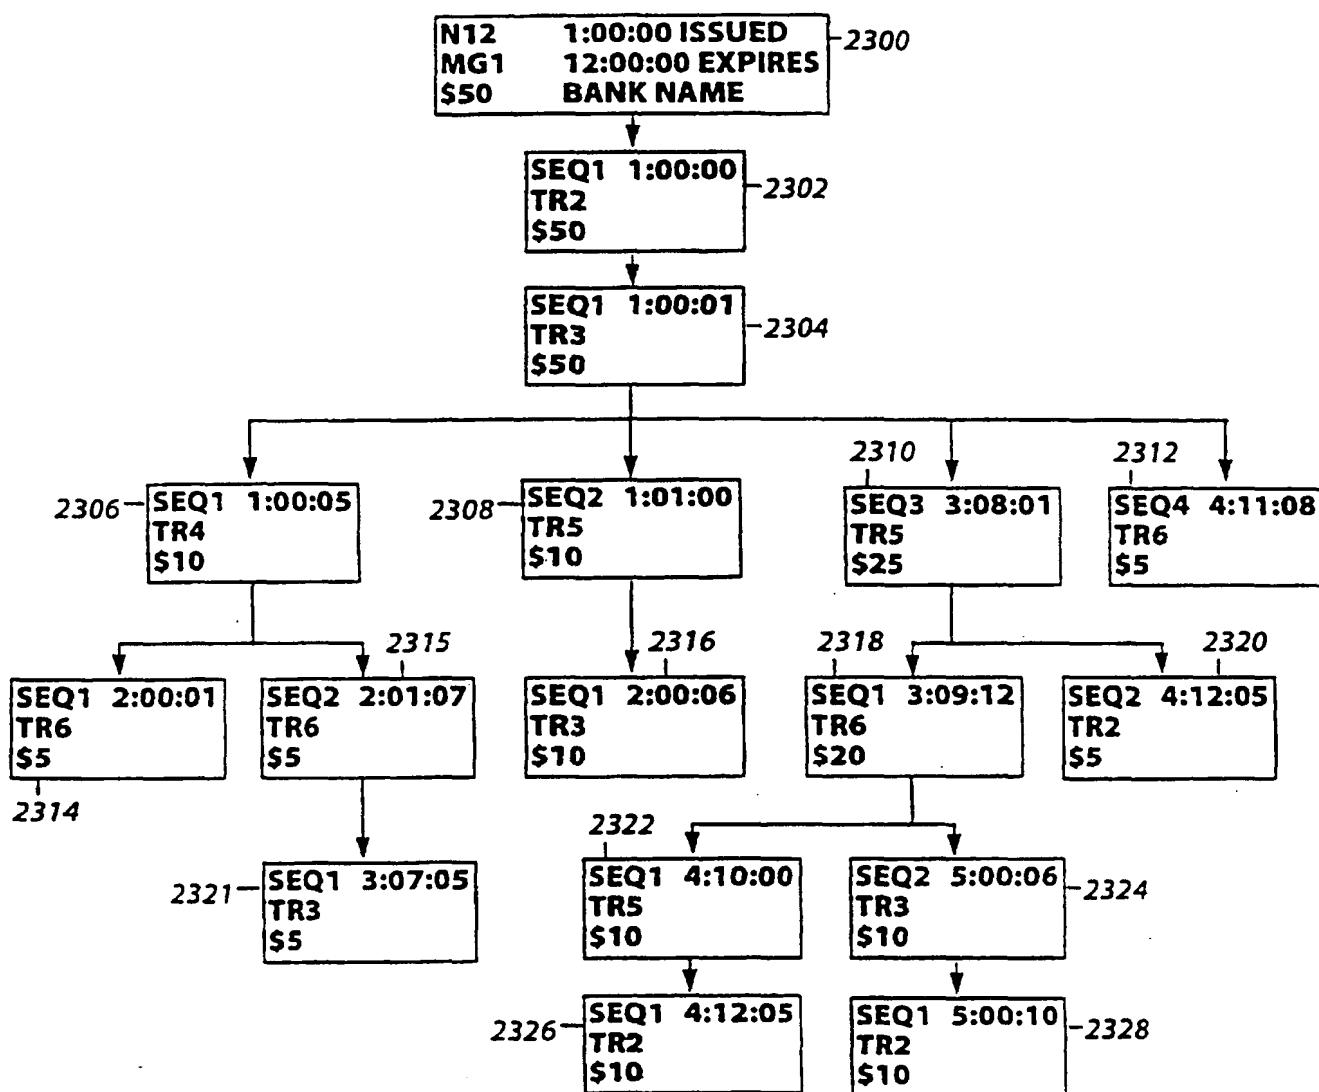 N12 1:00:00 ISSUED
MG1 12:00:00 EXPIRES
$50 BANK NAME
2300
SEQ1 1:00:00
TR2
$50
2302
SEQ1 1:00:01
TR3
$50
2304
2306
SEQ1 1:00:05
TR4
$10
2308
SEQ2 1:01:00
TR5
$10
2310
SEQ3 3:08:01
TR5
$25
2312
SEQ4 4:11:08
TR6
$5
SEQ1 2:00:01
TR6
$5
2314
2315
SEQ2 2:01:07
TR6
$5
2316
SEQ1 2:00:06
TR3
$10
2318
SEQ1 3:09:12
TR6
$20
2320
SEQ2 4:12:05
TR2
$5
2321
SEQ1 3:07:05
TR3
$5
2322
SEQ1 4:10:00
TR5
$10
SEQ2 5:00:06
TR3
$10
2324
2326
SEQ1 4:12:05
TR2
$10
SEQ1 5:00:10
TR2
$10
2328